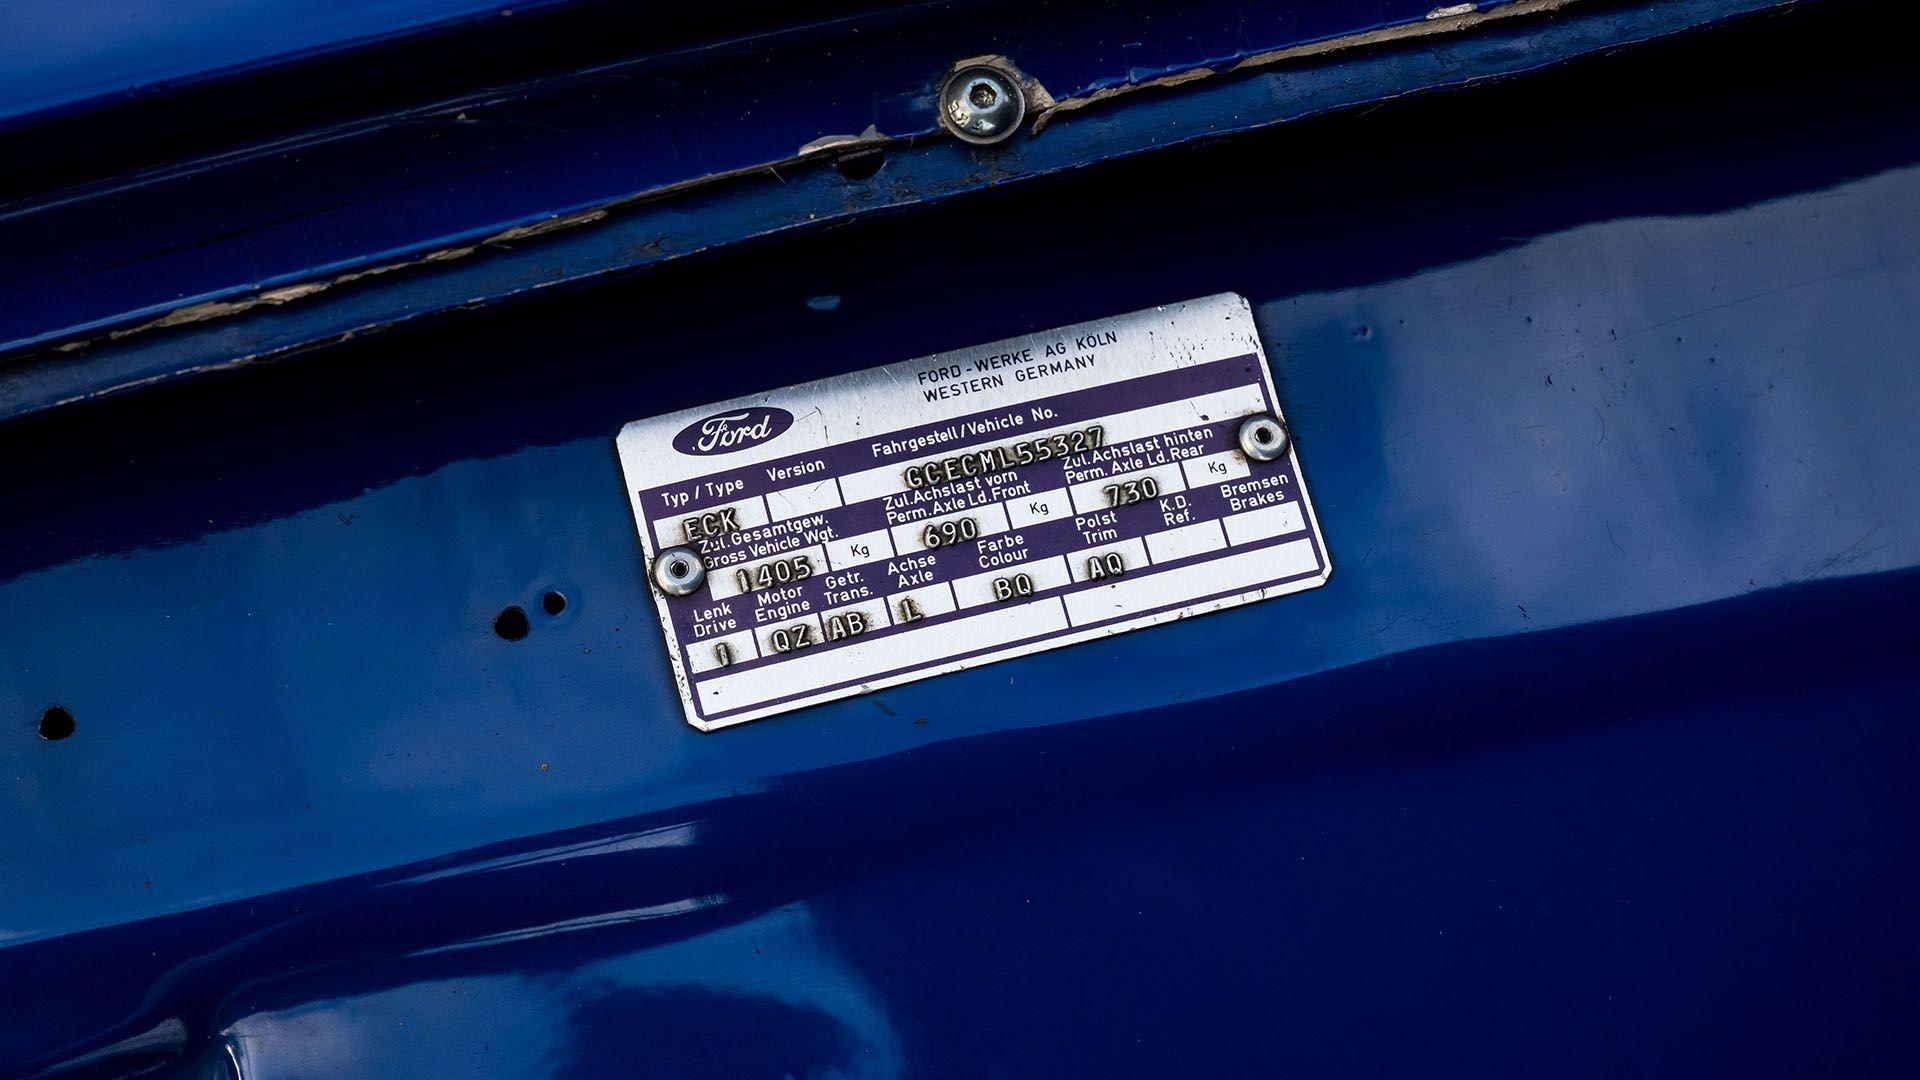 FORD-WERKE AG KÖLN
WESTERN GERMANY
Ford
Typ / Type Version Fahrgestell/Vehicle No.
ECK GCECML55327
Zul.Gesamtgew. Zul.Achslast vorn Zul.Achslast hinten
Gross Vehicle Wgt. Perm.Axle Ld.Front Perm. Axle Ld.Rear
1405 Kg 690 Kg 730 Kg
Lenk Motor Getr. Achse Farbe Polst K.D. Bremsen
Drive Engine Trans. Axle Colour Trim Ref. Brakes
1 QZ AB L BQ AQ